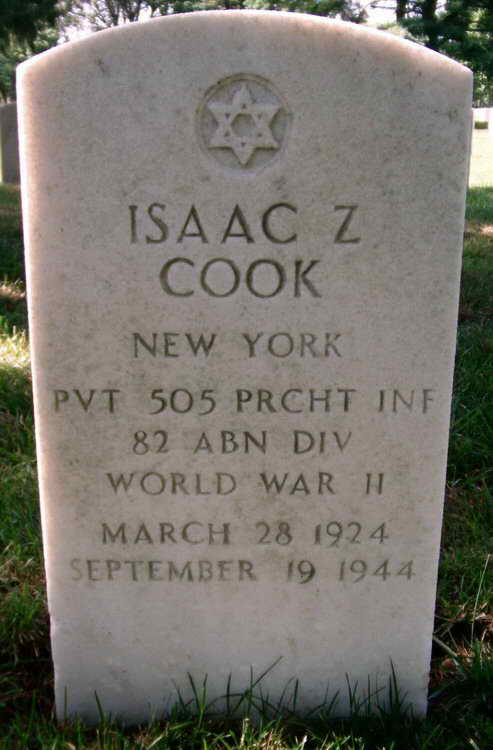 ISAAC Z
COOK
NEW YORK
PVT 505 PRCHT INF
82 ABN DIV
WORLD WAR II
MARCH 28 1924
SEPTEMBER 19 1944